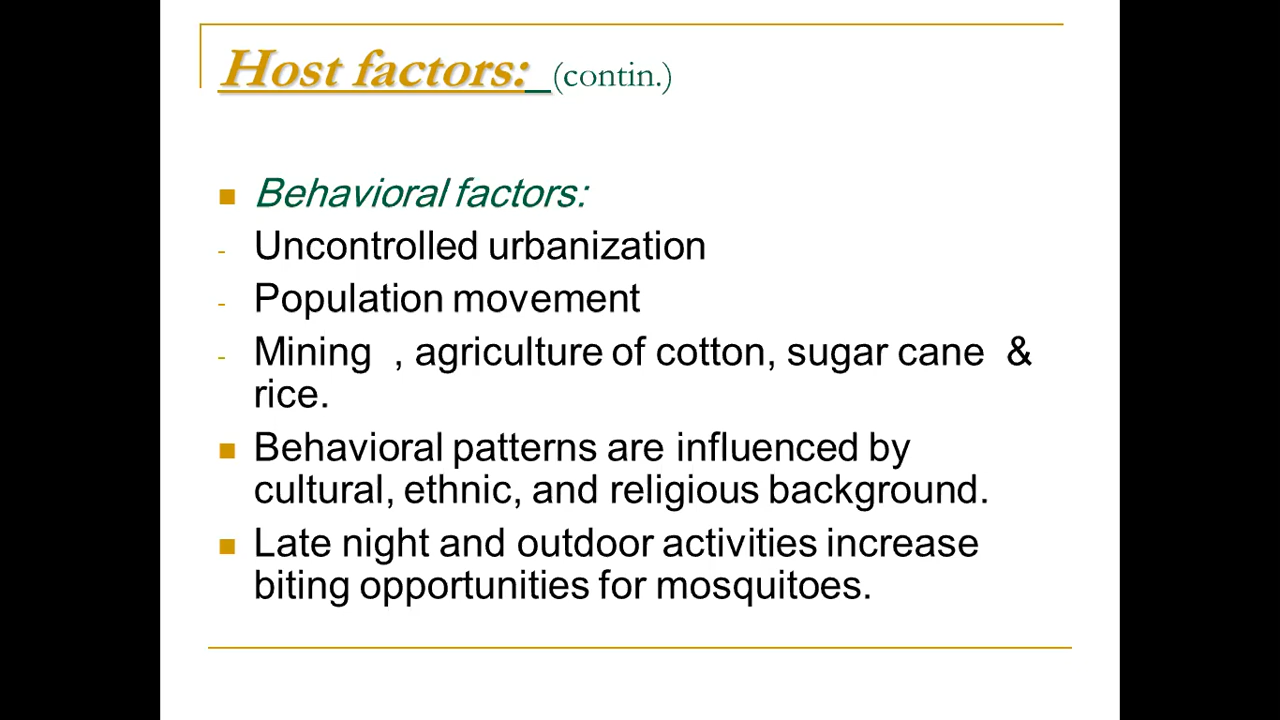 Host factors: (contin.)
Behavioral factors:
- Uncontrolled urbanization
- Population movement
- Mining , agriculture of cotton, sugar cane &
rice.
Behavioral patterns are influenced by
cultural, ethnic, and religious background.
Late night and outdoor activities increase
biting opportunities for mosquitoes.